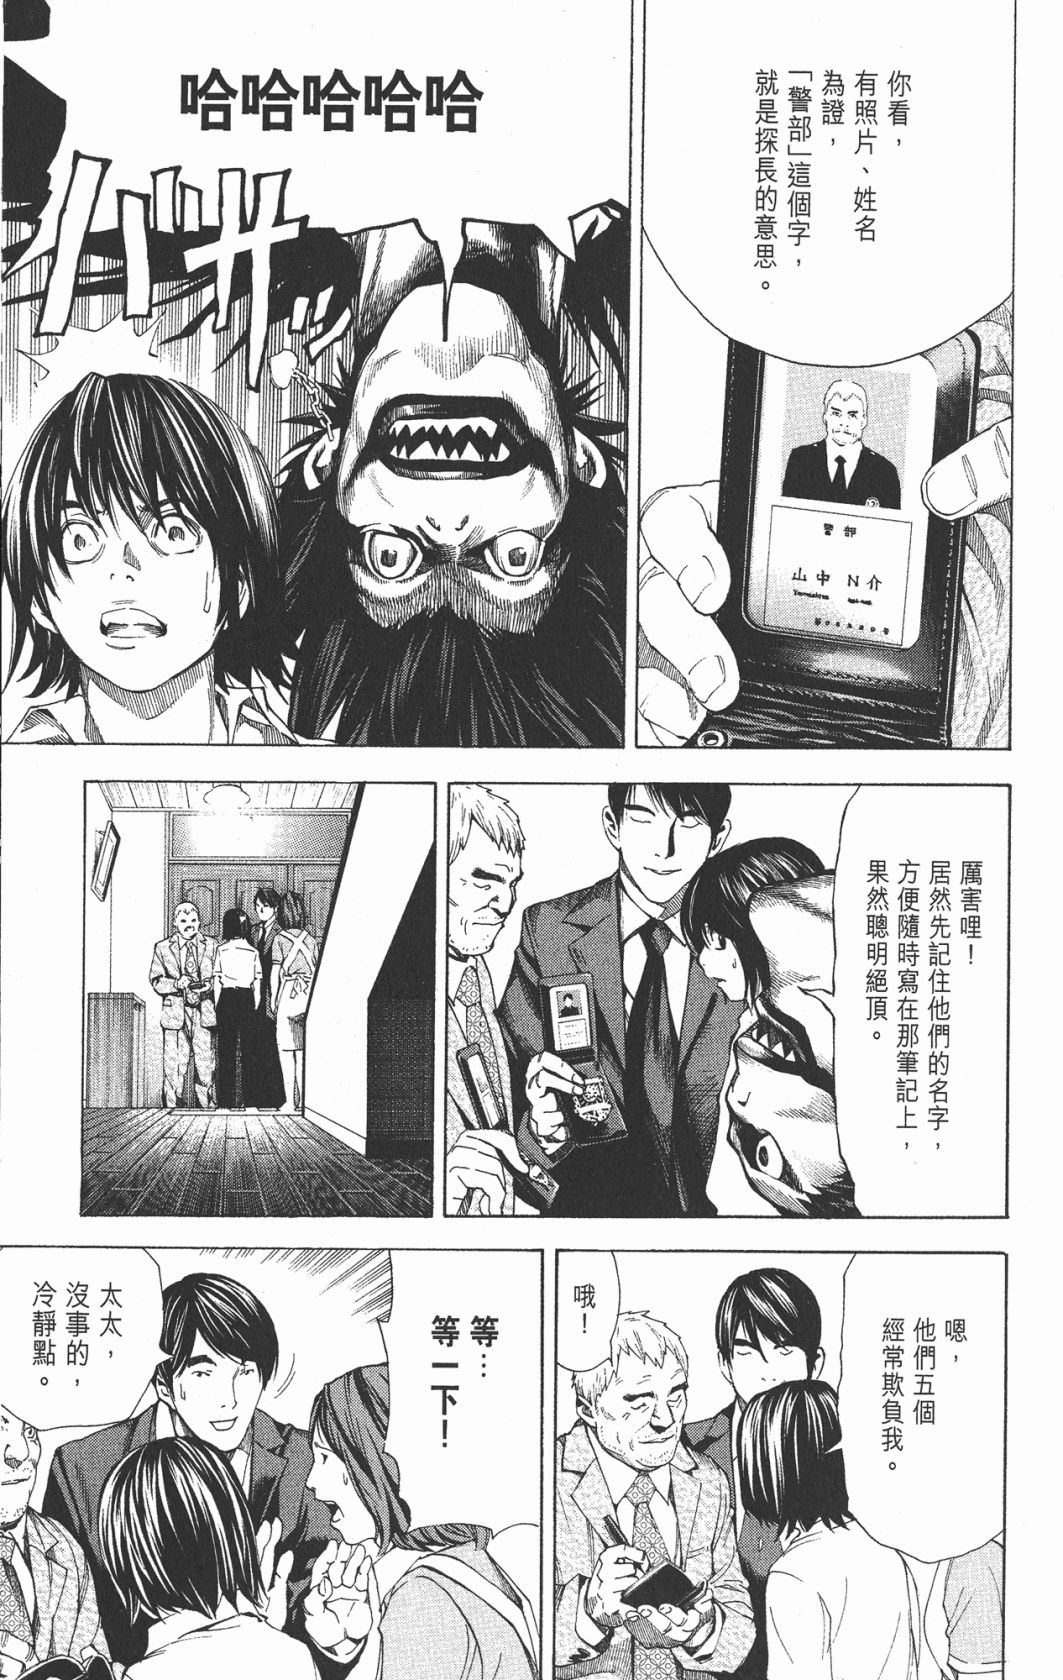 你看，
有照片、姓名
為證，
「警部」這個字，
就是探長的意思。
警部
山中 N介
哈哈哈哈哈
バサッ
厲害哩！
居然先記住他們的名字，
方便隨時寫在那筆記上，
果然聰明絕頂。
嗯，
他們五個
經常欺負我。
哦！
等…
等一下！
太太，
沒事的，
冷靜點。